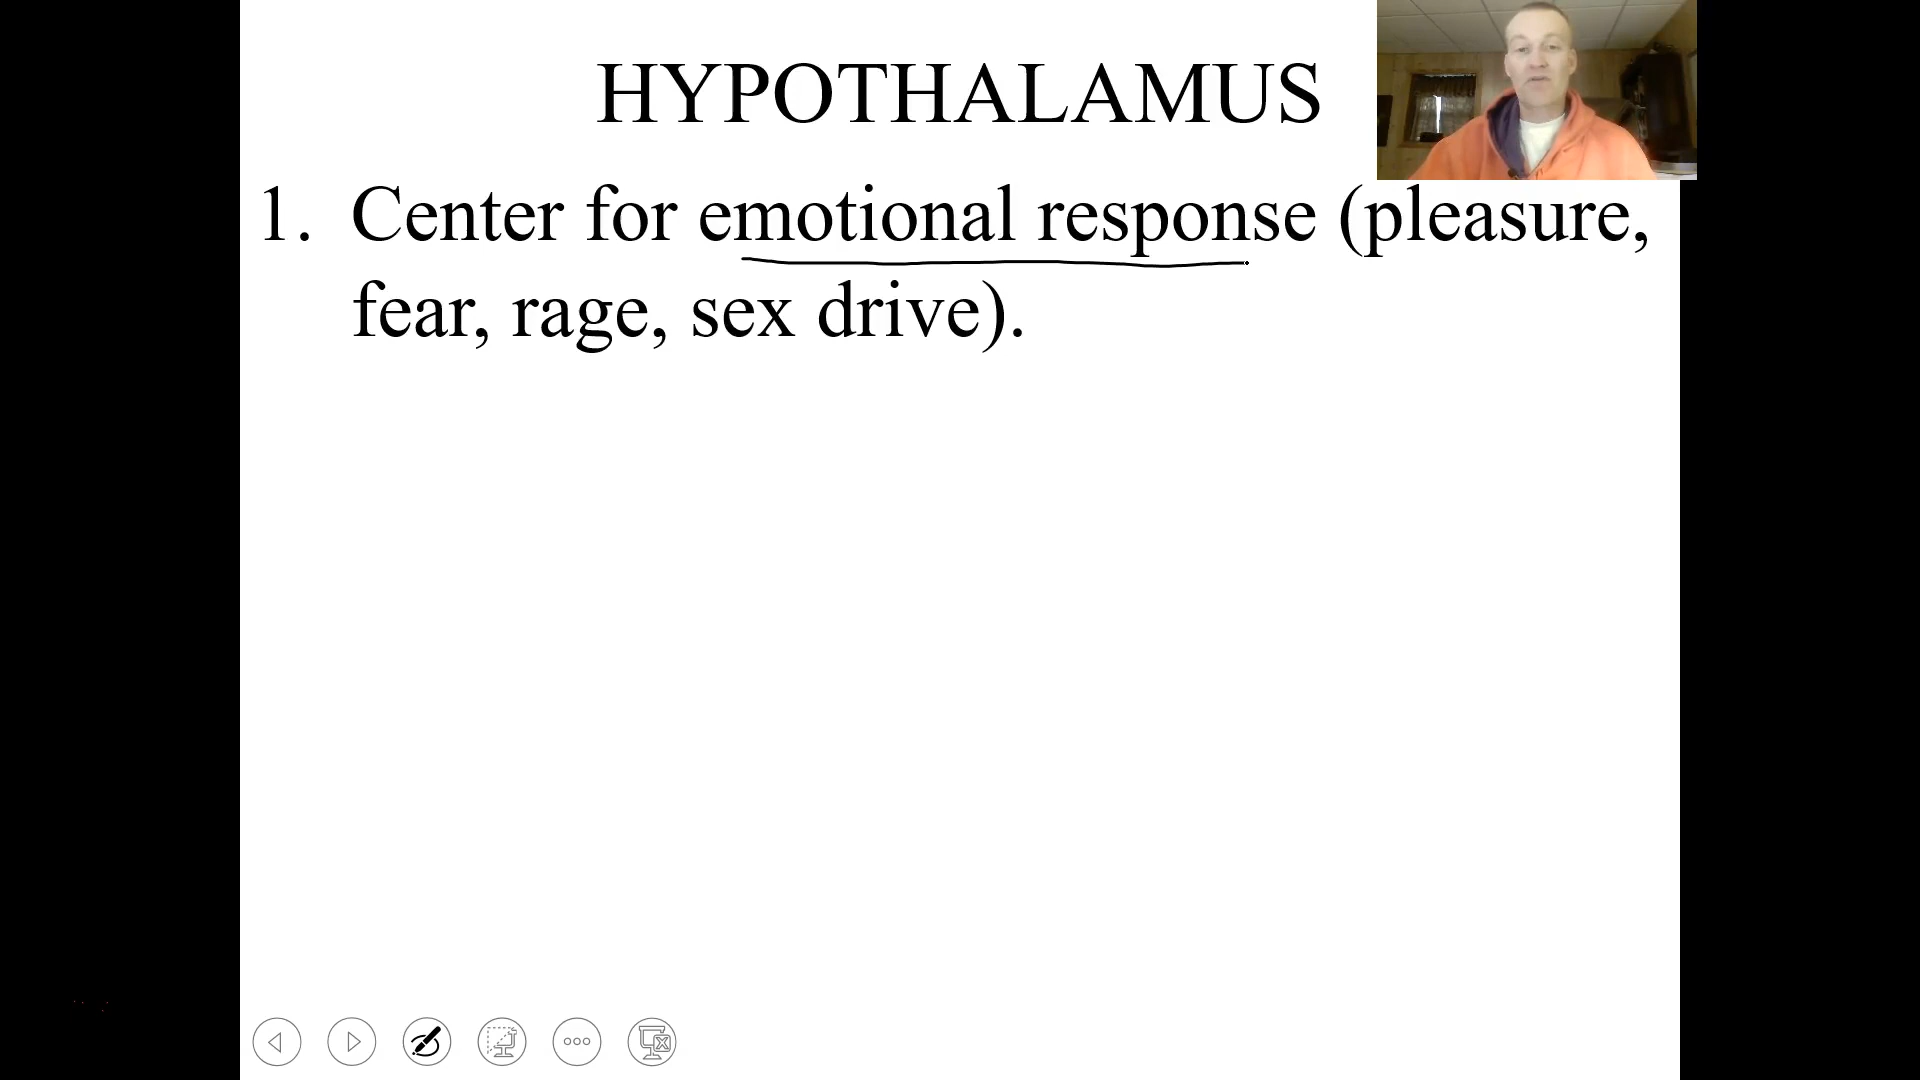 HYPOTHALAMUS
1. Center for emotional response (pleasure,
fear, rage, sex drive).